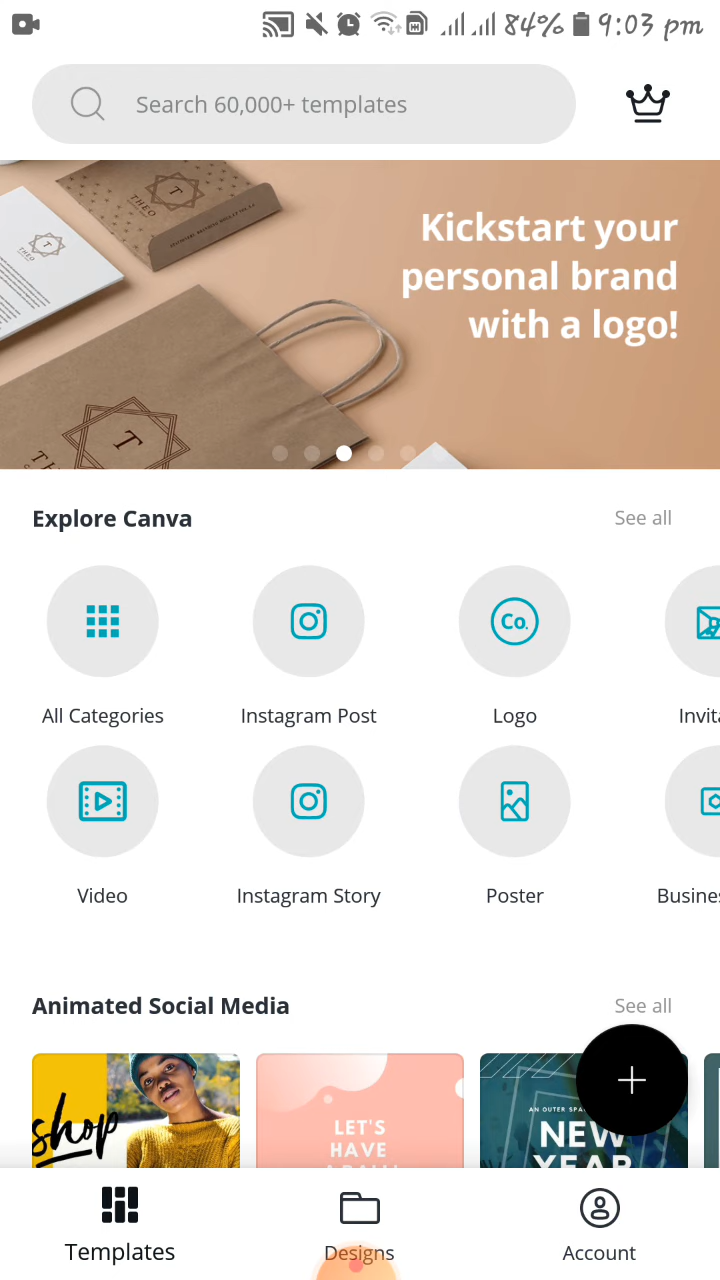 84% 9:03 pm
Search 60,000+ templates
Kickstart your
personal brand
with a logo!
THEO
T
THEO
T
Explore Canva
See all
Co.
All Categories
Instagram Post
Logo
Invita
Video
Instagram Story
Poster
Busines
Animated Social Media
See all
shop
LET'S
HAVE
AN OUTER SPA
NEW
YEAR
Templates
Designs
Account